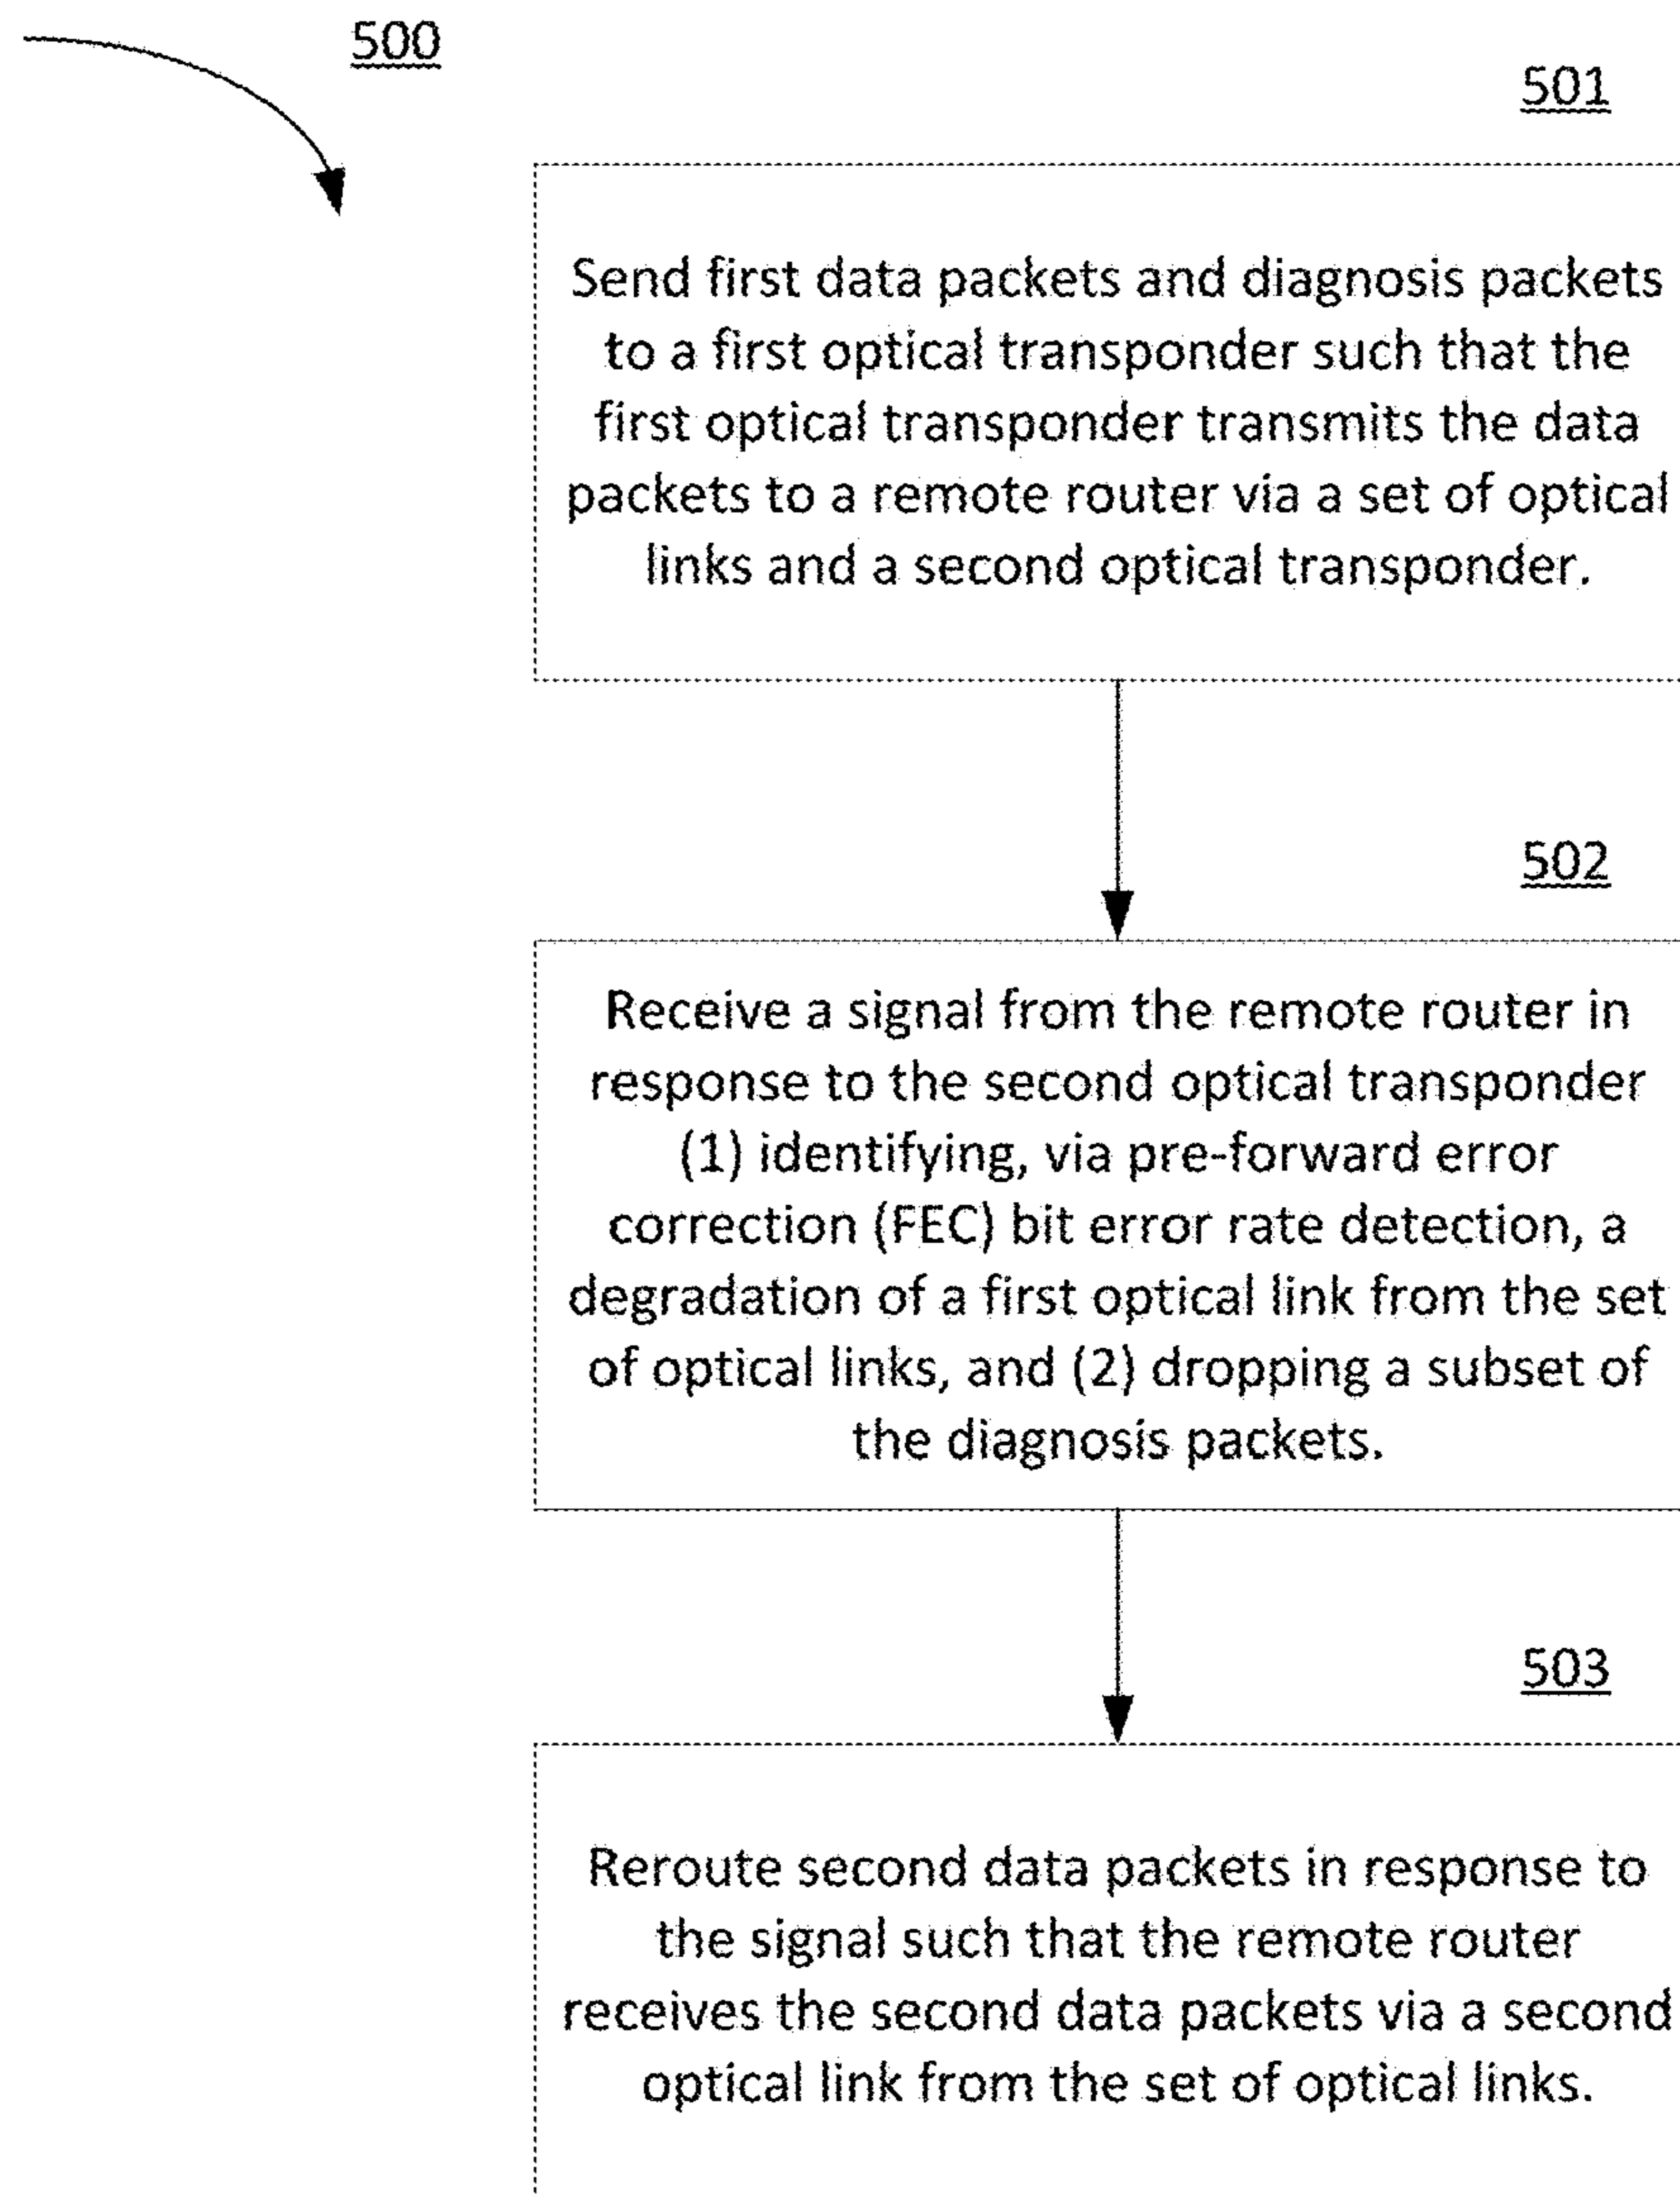 500
501
Send first data packets and diagnosis packets
to a first optical transponder such that the
first optical transponder transmits the data
packets to a remote router via a set of optical
links and a second optical transponder.
502
Receive a signal from the remote router in
response to the second optical transponder
(1) identifying, via pre-forward error
correction (FEC) bit error rate detection, a
degradation of a first optical link from the set
of optical links, and (2) dropping a subset of
the diagnosis packets.
503
Reroute second data packets in response to
the signal such that the remote router
receives the second data packets via a second
optical link from the set of optical links.